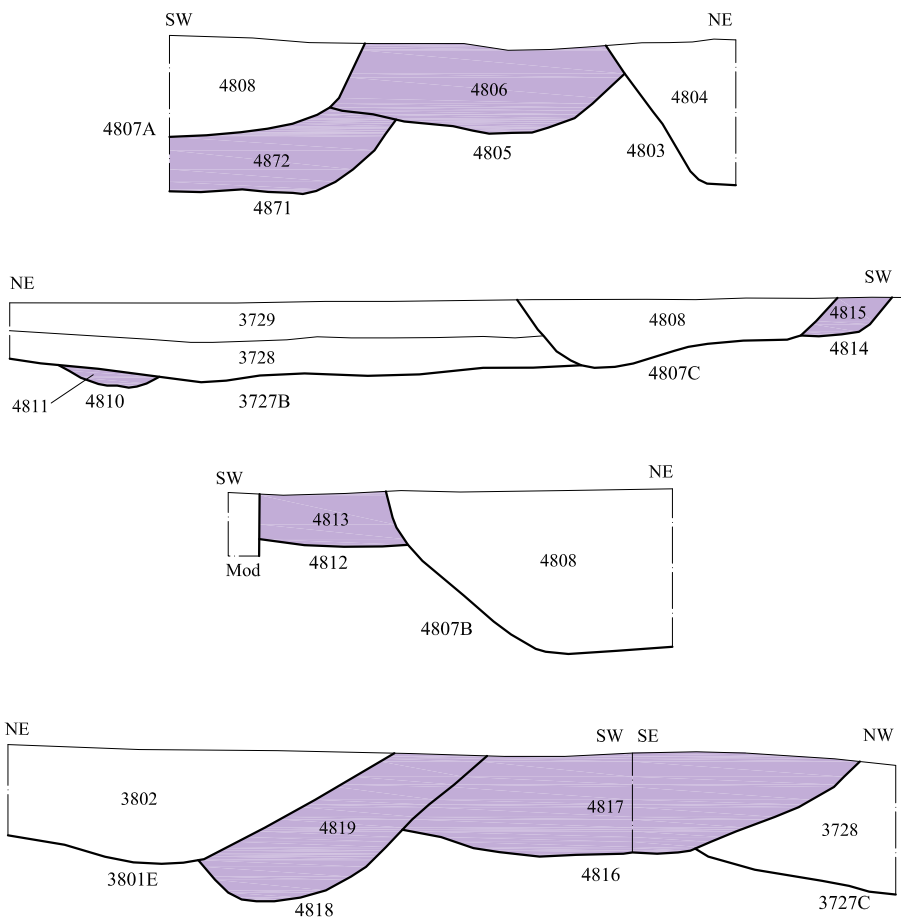 SW NE
4808 4806 4804
4807A
4872 4805 4803
4871
NE SW
3729 4808 4815
3728 4814
4811 4810 3727B 4807C
SW NE
4813
4812 4808
Mod
4807B
NE SW SE NW
3802 4819 4817 3728
3801E 4816
4818 3727C